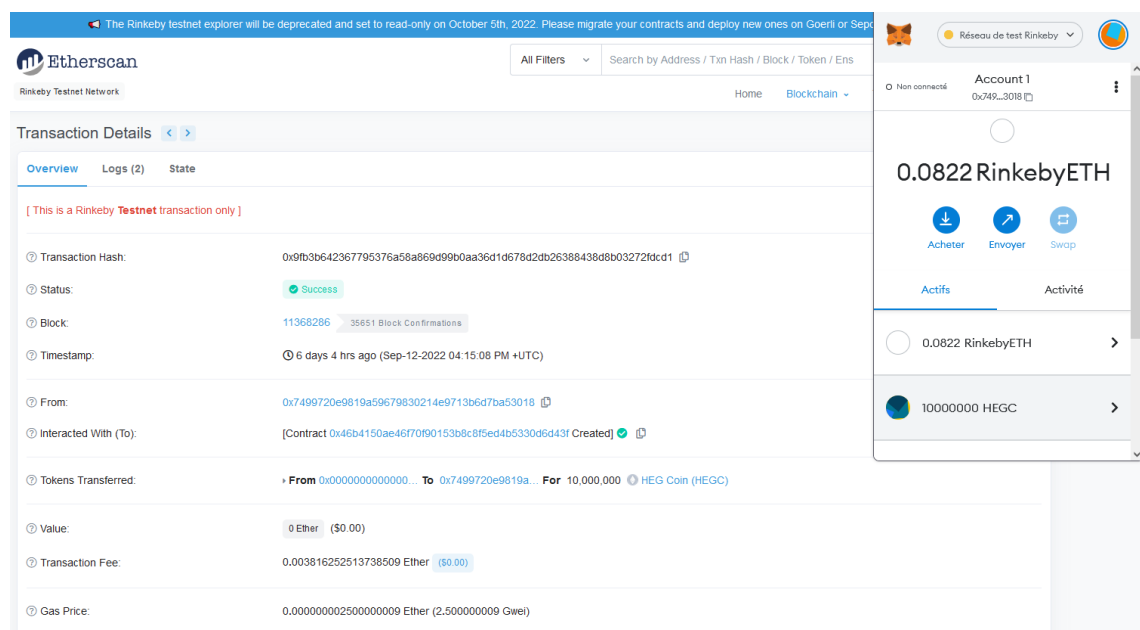 The Rinkeby testnet explorer will be deprecated and set to read-only on October 5th, 2022. Please migrate your contracts and deploy new ones on Goerli or Sepo
Etherscan
All Filters
Search by Address / Txn Hash / Block / Token / Ens
Rinkeby Testnet Network
Home Blockchain
Transaction Details
Overview Logs (2) State
[ This is a Rinkeby Testnet transaction only ]
Transaction Hash: 0x9fb3b642367795376a58a869d99b0aa36d1d678d2db26388438d8b03272fdcd1
Status: Success
Block: 11368286 35651 Block Confirmations
Timestamp: 6 days 4 hrs ago (Sep-12-2022 04:15:08 PM +UTC)
From: 0x7499720e9819a59679830214e9713b6d7ba53018
Interacted With (To): [Contract 0x46b4150ae46f70f90153b8c8f5ed4b5330d6d43f Created]
Tokens Transferred: From 0x0000000000000... To 0x7499720e9819a... For 10,000,000 HEG Coin (HEGC)
Value: 0 Ether ($0.00)
Transaction Fee: 0.003816252513738509 Ether ($0.00)
Gas Price: 0.000000002500000009 Ether (2.500000009 Gwei)
Réseau de test Rinkeby
Non connecté
Account 1
0x749...3018
0.0822 RinkebyETH
Acheter Envoyer Swap
Actifs Activité
0.0822 RinkebyETH
10000000 HEGC